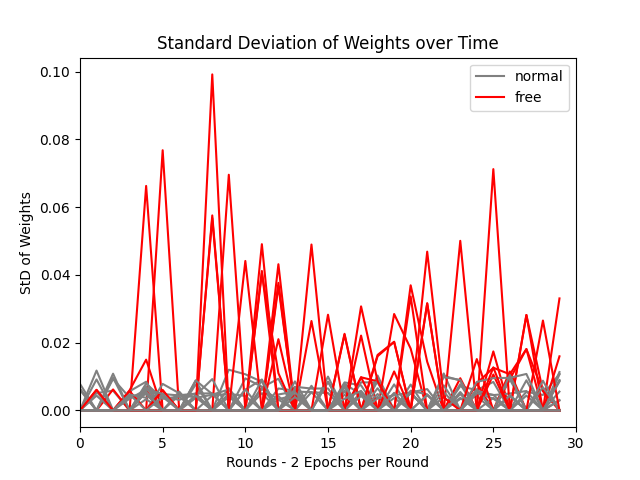 Standard Deviation of Weights over Time
normal
free
StD of Weights
0.10
0.08
0.06
0.04
0.02
0.00
0
5
10
15
20
25
30
Rounds - 2 Epochs per Round